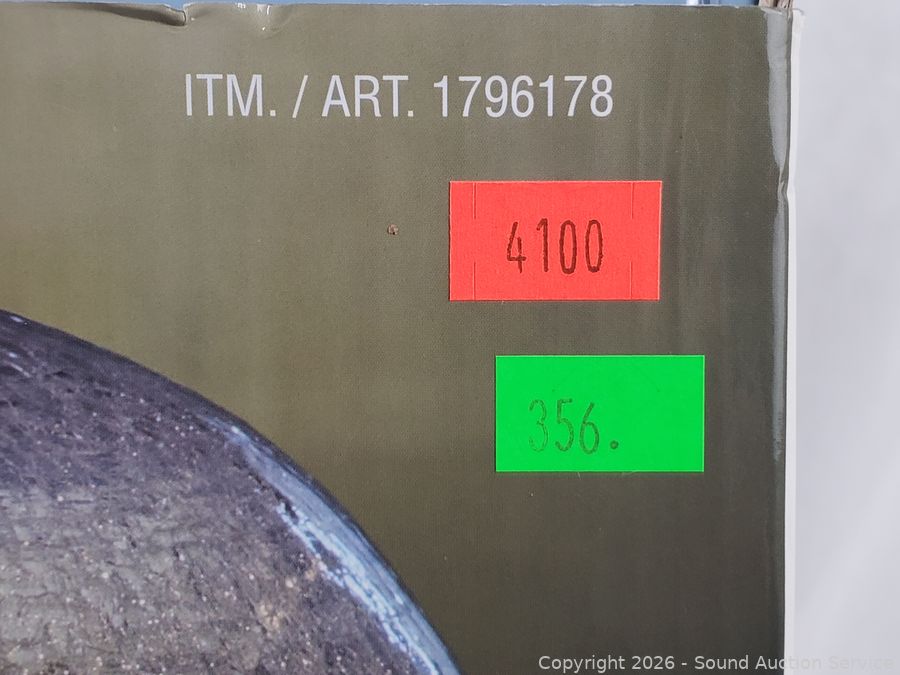 ITM. / ART. 1796178
4100
356.
Copyright 2026 - Sound Auction Service